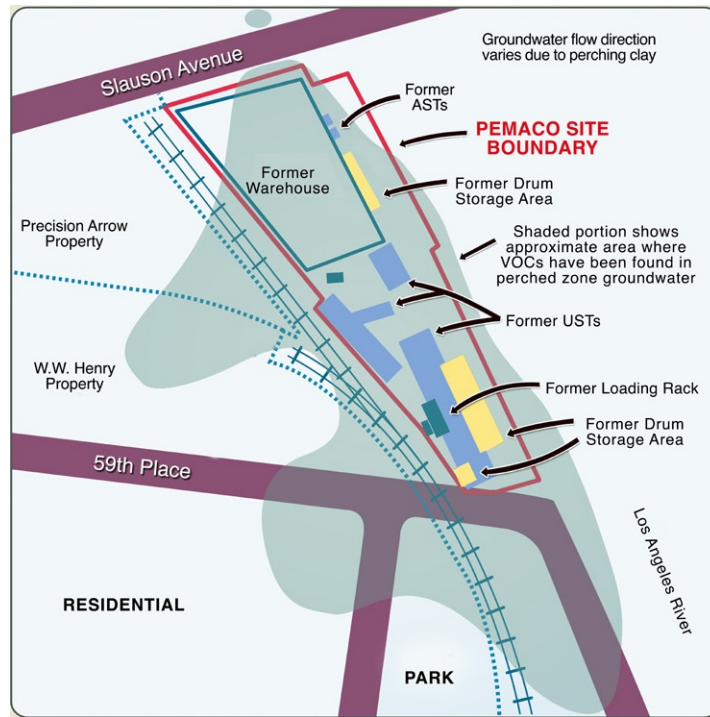 Slauson Avenue
Groundwater flow direction
varies due to perching clay
Former
ASTs
PEMACO SITE
BOUNDARY
Former
Warehouse
Former Drum
Storage Area
Precision Arrow
Property
Shaded portion shows
approximate area where
VOCs have been found in
perched zone groundwater
Former USTs
W.W. Henry
Property
Former Loading Rack
Former Drum
Storage Area
59th Place
Los Angeles River
RESIDENTIAL
PARK